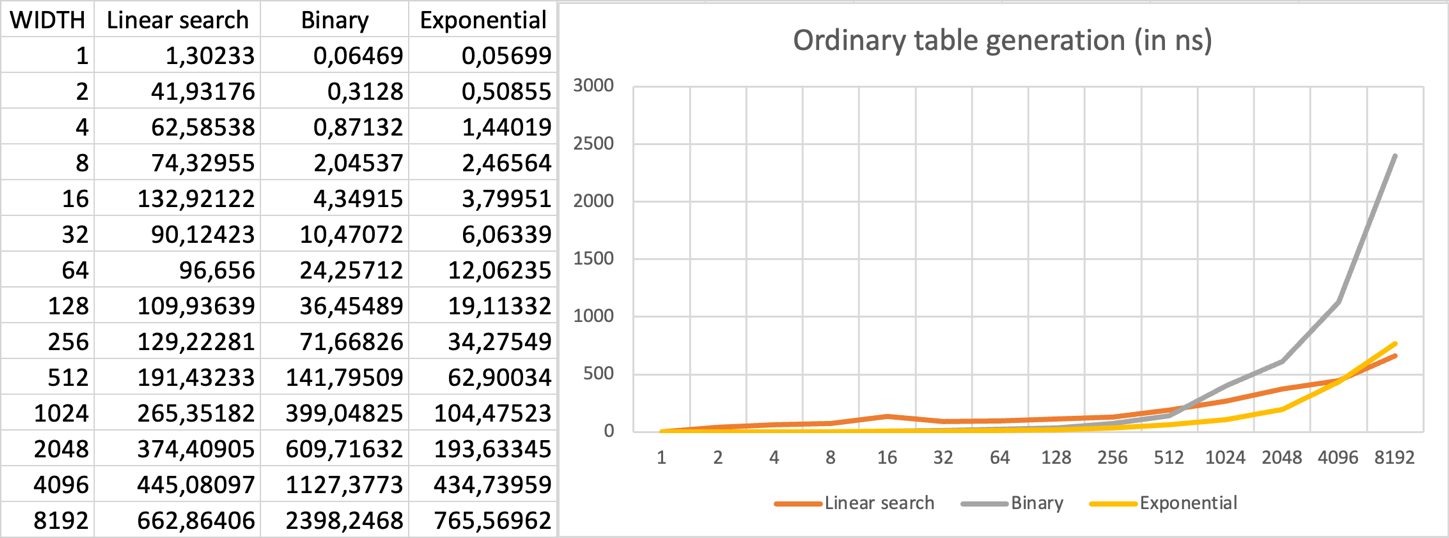 WIDTH Linear search Binary Exponential
1 1,30233 0,06469 0,05699
2 41,93176 0,3128 0,50855
4 62,58538 0,87132 1,44019
8 74,32955 2,04537 2,46564
16 132,92122 4,34915 3,79951
32 90,12423 10,47072 6,06339
64 96,656 24,25712 12,06235
128 109,93639 36,45489 19,11332
256 129,22281 71,66826 34,27549
512 191,43233 141,79509 62,90034
1024 265,35182 399,04825 104,47523
2048 374,40905 609,71632 193,63345
4096 445,08097 1127,3773 434,73959
8192 662,86406 2398,2468 765,56962
Ordinary table generation (in ns)
3000
2500
2000
1500
1000
500
0
1 2 4 8 16 32 64 128 256 512 1024 2048 4096 8192
Linear search Binary Exponential